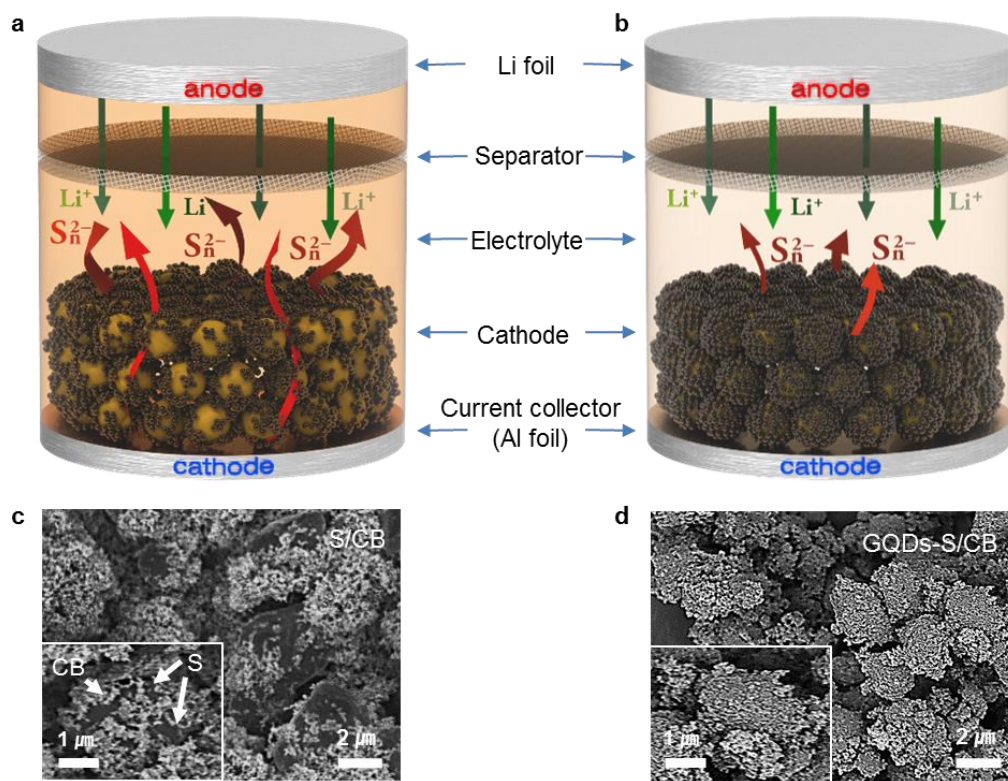 a
b
anode
Li foil
anode
Separator
Li⁺
Li
Li⁺
Li⁺
Li⁺
Li⁺
Sₙ²⁻
Sₙ²⁻
Sₙ²⁻
Electrolyte
Sₙ²⁻
Sₙ²⁻
Cathode
Current collector
(Al foil)
cathode
cathode
c
d
S/CB
GQDs-S/CB
CB
S
1 μm
2 μm
1 μm
2 μm